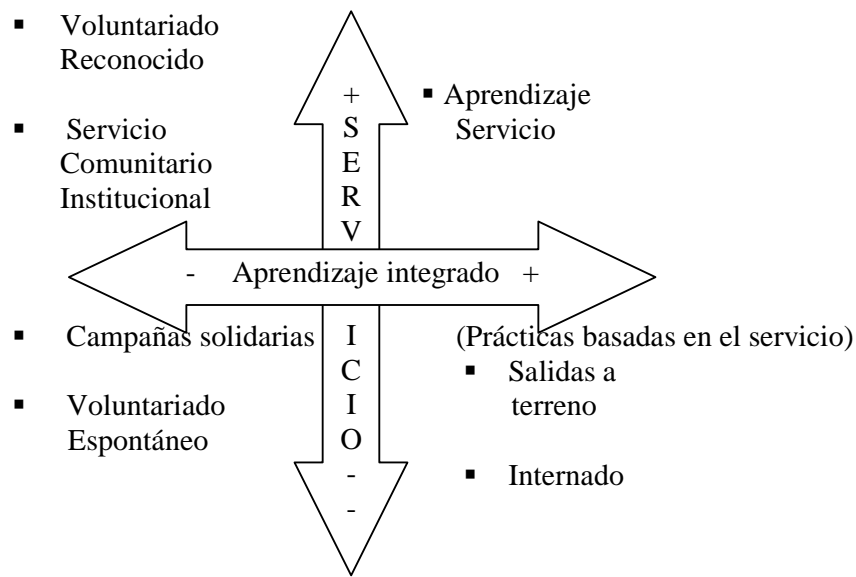 ▪ Voluntariado
Reconocido
▪ Servicio
Comunitario
Institucional
+
S
E
R
V
▪ Aprendizaje
Servicio
- Aprendizaje integrado +
▪ Campañas solidarias
▪ Voluntariado
Espontáneo
I
C
I
O
-
-
(Prácticas basadas en el servicio)
▪ Salidas a
terreno
▪ Internado